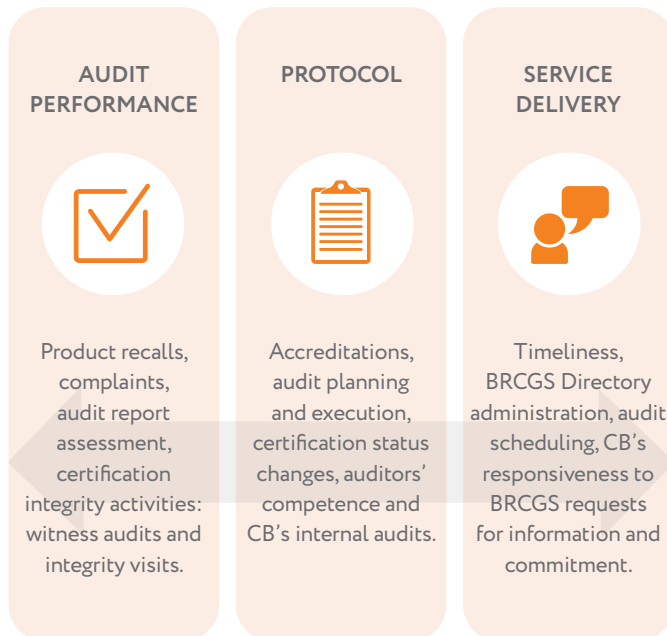 AUDIT
PERFORMANCE
Product recalls,
complaints,
audit report
assessment,
certification
integrity activities:
witness audits and
integrity visits.
PROTOCOL
Accreditations,
audit planning
and execution,
certification status
changes, auditors’
competence and
CB’s internal audits.
SERVICE
DELIVERY
Timeliness,
BRCGS Directory
administration, audit
scheduling, CB’s
responsiveness to
BRCGS requests
for information and
commitment.